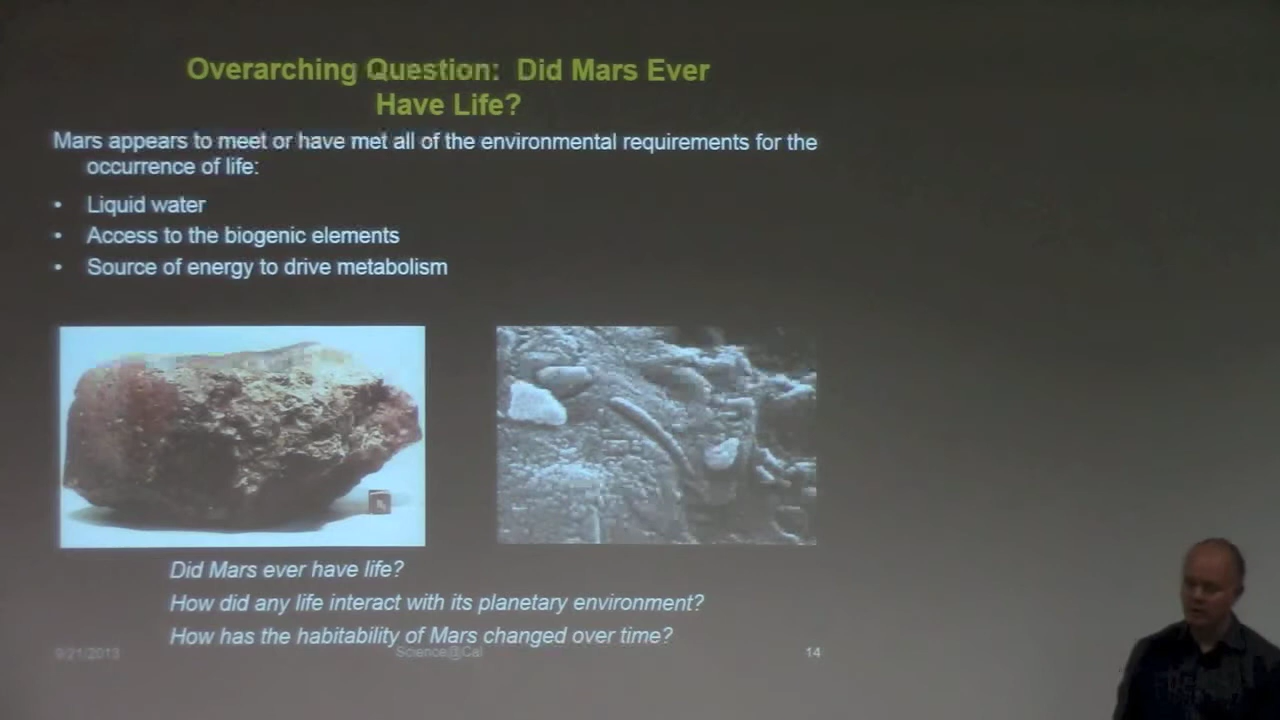 Overarching Question: Did Mars Ever
Have Life?
Mars appears to meet or have met all of the environmental requirements for the
occurrence of life:
• Liquid water
• Access to the biogenic elements
• Source of energy to drive metabolism
Did Mars ever have life?
How did any life interact with its planetary environment?
How has the habitability of Mars changed over time?
9/21/2013 Science@Cal 14